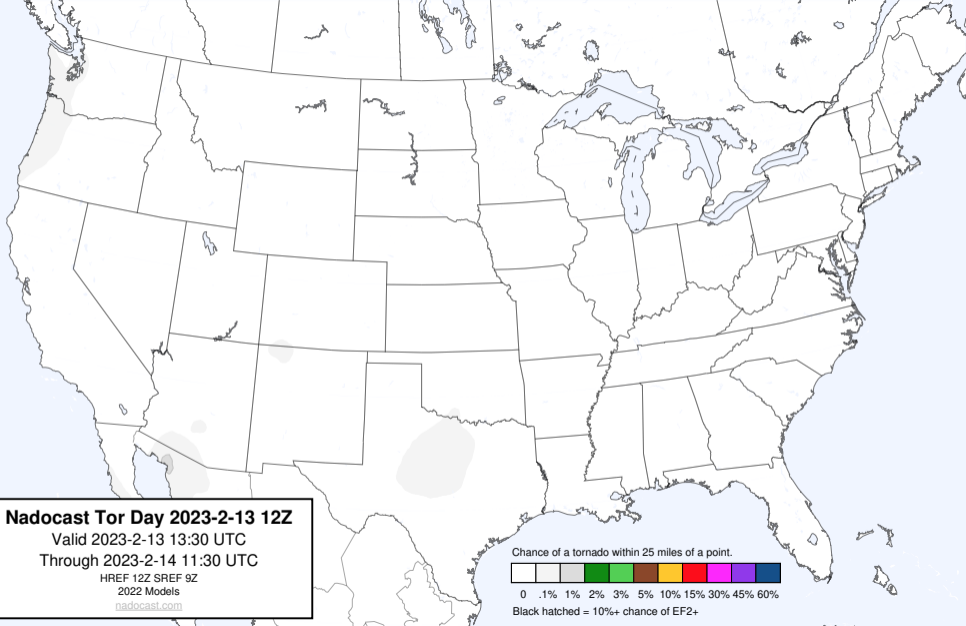 Nadocast Tor Day 2023-2-13 12Z
Valid 2023-2-13 13:30 UTC
Through 2023-2-14 11:30 UTC
HREF 12Z SREF 9Z
2022 Models
nadocast.com
Chance of a tornado within 25 miles of a point.
0 .1% 1% 2% 3% 5% 10% 15% 30% 45% 60%
Black hatched = 10%+ chance of EF2+